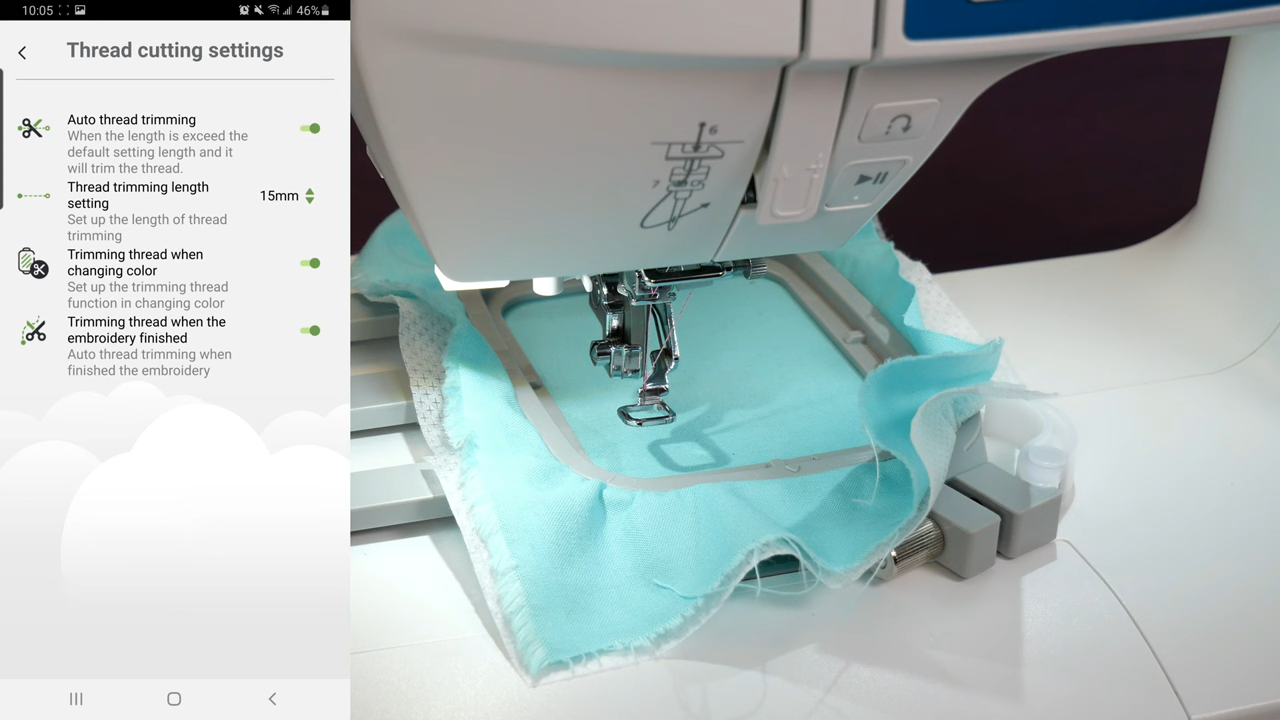 10:05
46%
Thread cutting settings
Auto thread trimming
When the length is exceed the
default setting length and it
will trim the thread.
Thread trimming length
setting
15mm
Set up the length of thread
trimming
Trimming thread when
changing color
Set up the trimming thread
function in changing color
Trimming thread when the
embroidery finished
Auto thread trimming when
finished the embroidery
6
7